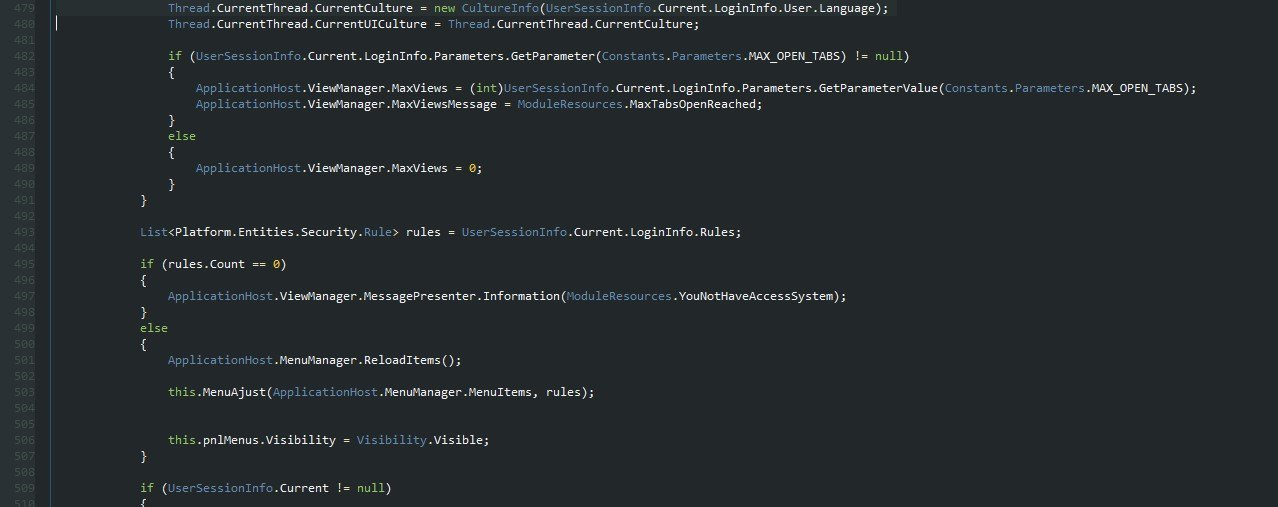 479 Thread.CurrentThread.CurrentCulture = new CultureInfo(UserSessionInfo.Current.LoginInfo.User.Language);
480 Thread.CurrentThread.CurrentUICulture = Thread.CurrentThread.CurrentCulture;
481
482 if (UserSessionInfo.Current.LoginInfo.Parameters.GetParameter(Constants.Parameters.MAX_OPEN_TABS) != null)
483 {
484 ApplicationHost.ViewManager.MaxViews = (int)UserSessionInfo.Current.LoginInfo.Parameters.GetParameterValue(Constants.Parameters.MAX_OPEN_TABS);
485 ApplicationHost.ViewManager.MaxViewsMessage = ModuleResources.MaxTabsOpenReached;
486 }
487 else
488 {
489 ApplicationHost.ViewManager.MaxViews = 0;
490 }
491 }
492
493 List<Platform.Entities.Security.Rule> rules = UserSessionInfo.Current.LoginInfo.Rules;
494
495 if (rules.Count == 0)
496 {
497 ApplicationHost.ViewManager.MessagePresenter.Information(ModuleResources.YouNotHaveAccessSystem);
498 }
499 else
500 {
501 ApplicationHost.MenuManager.ReloadItems();
502
503 this.MenuAjust(ApplicationHost.MenuManager.MenuItems, rules);
504
505
506 this.pnlMenus.Visibility = Visibility.Visible;
507 }
508
509 if (UserSessionInfo.Current != null)
510 {